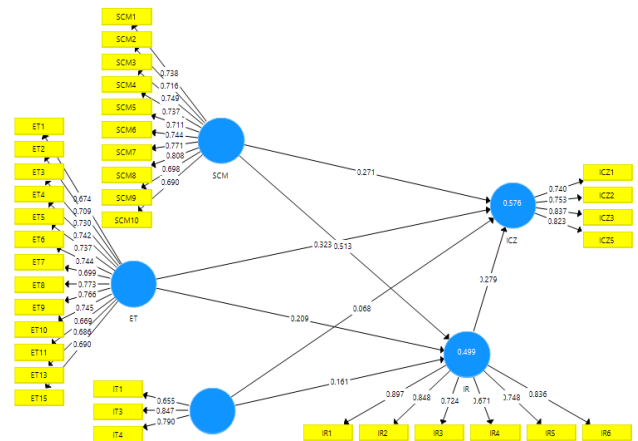 SCM1
SCM2
SCM3
SCM4
SCM5
SCM6
SCM7
SCM8
SCM9
SCM10
0.738
0.716
0.749
0.737
0.711
0.744
0.771
0.808
0.698
0.690
SCM
ET1
ET2
ET3
ET4
ET5
ET6
ET7
ET8
ET9
ET10
ET11
ET13
ET15
0.674
0.709
0.730
0.742
0.737
0.744
0.699
0.773
0.766
0.745
0.669
0.686
0.690
ET
IT1
IT3
IT4
0.655
0.847
0.790
0.271
0.323
0.513
0.068
0.209
0.161
0.279
0.576
ICZ
0.740
0.753
0.837
0.823
ICZ1
ICZ2
ICZ3
ICZ5
0.499
IR
0.897
0.848
0.724
0.671
0.748
0.836
IR1
IR2
IR3
IR4
IR5
IR6